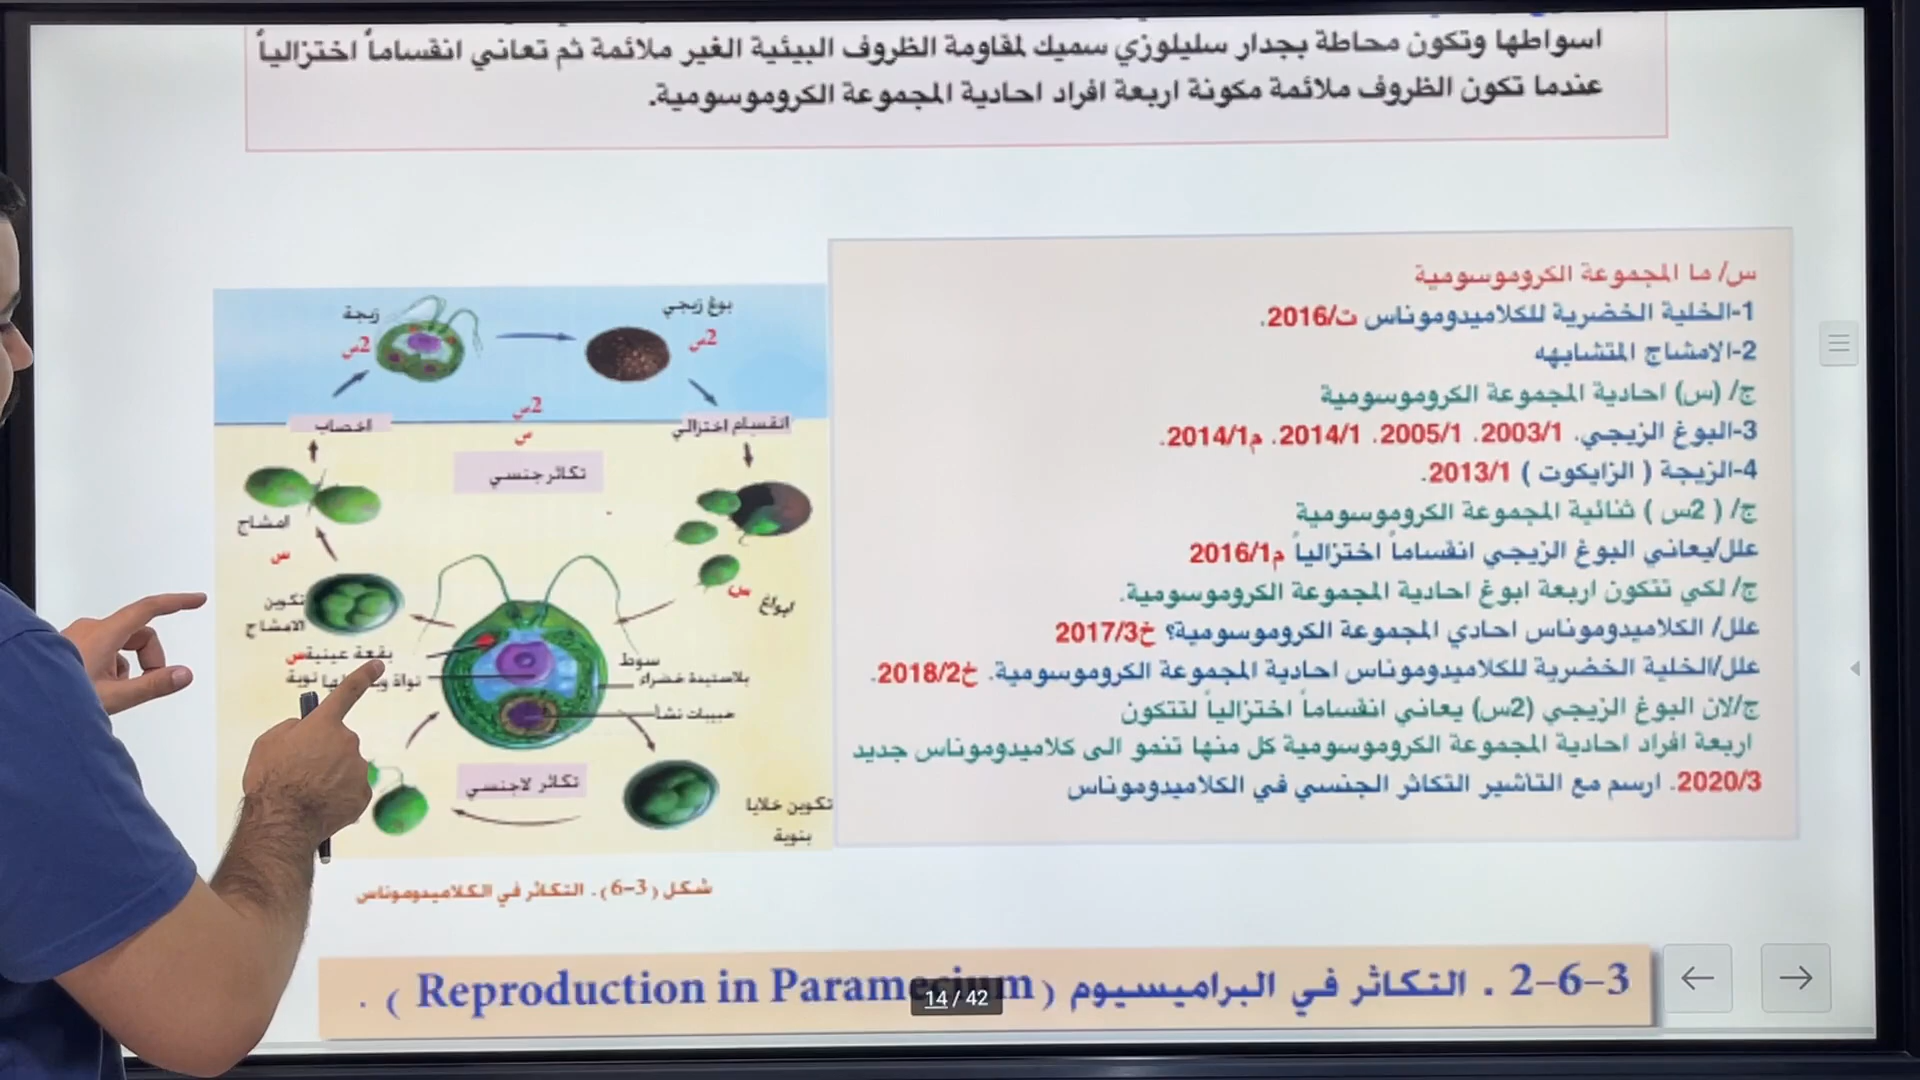 اسواطها وتكون محاطة بجدار سليلوزي سميك لمقاومة الظروف البيئية الغير ملائمة ثم تعاني انقساماً اختزالياً
عندما تكون الظروف ملائمة مكونة اربعة افراد احادية المجموعة الكروموسومية.
س/ ما المجموعة الكروموسومية
1-الخلية الخضرية للكلاميدوموناس ت/2016.
2-الامشاج المتشابهه
ج/ (س) احادية المجموعة الكروموسومية
3-البوغ الزيجي. 2003/1. 2005/1. 2014/1. م2014/1.
4-الزيجة ( الزايكوت ) 2013/1.
ج/ ( 2س ) ثنائية المجموعة الكروموسومية
علل/يعاني البوغ الزيجي انقساماً اختزالياً م2016/1
ج/ لكي تتكون اربعة ابوغ احادية المجموعة الكروموسومية.
علل/ الكلاميدوموناس احادي المجموعة الكروموسومية؟ خ2017/3
علل/الخلية الخضرية للكلاميدوموناس احادية المجموعة الكروموسومية. خ2018/2.
ج/لان البوغ الزيجي (2س) يعاني انقساماً اختزالياً لتتكون
اربعة افراد احادية المجموعة الكروموسومية كل منها تنمو الى كلاميدوموناس جديد
2020/3. ارسم مع التاشير التكاثر الجنسي في الكلاميدوموناس
بوغ زيجي
2س
زيجة
2س
2س
س
انقسام اختزالي
اخصاب
تكاثر جنسي
امشاج
س
ابواغ
س
تكوين
الامشاج
بقعة عينية
س
نواة
نوية
سوط
بلاستيدة خضراء
حبيبات نشأ
تكاثر لاجنسي
تكوين خلايا
بنوية
شكل (3-6). التكاثر في الكلاميدوموناس
2-6-3 . التكاثر في البراميسيوم ( Reproduction in Paramecium ) .
14 / 42